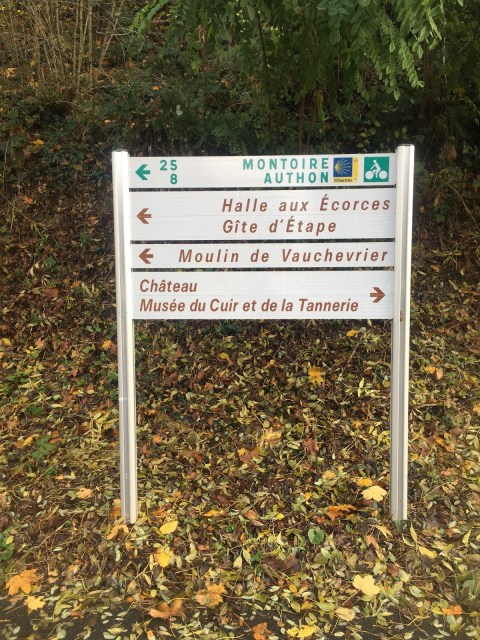 25 MONTOIRE
8 AUTHON
Halle aux Écorces
Gîte d'Étape
Moulin de Vauchevrier
Château
Musée du Cuir et de la Tannerie